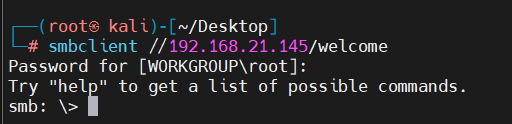 ┌──(root㉿ kali)-[~/Desktop]
└─# smbclient //192.168.21.145/welcome
Password for [WORKGROUP\root]:
Try "help" to get a list of possible commands.
smb: \>